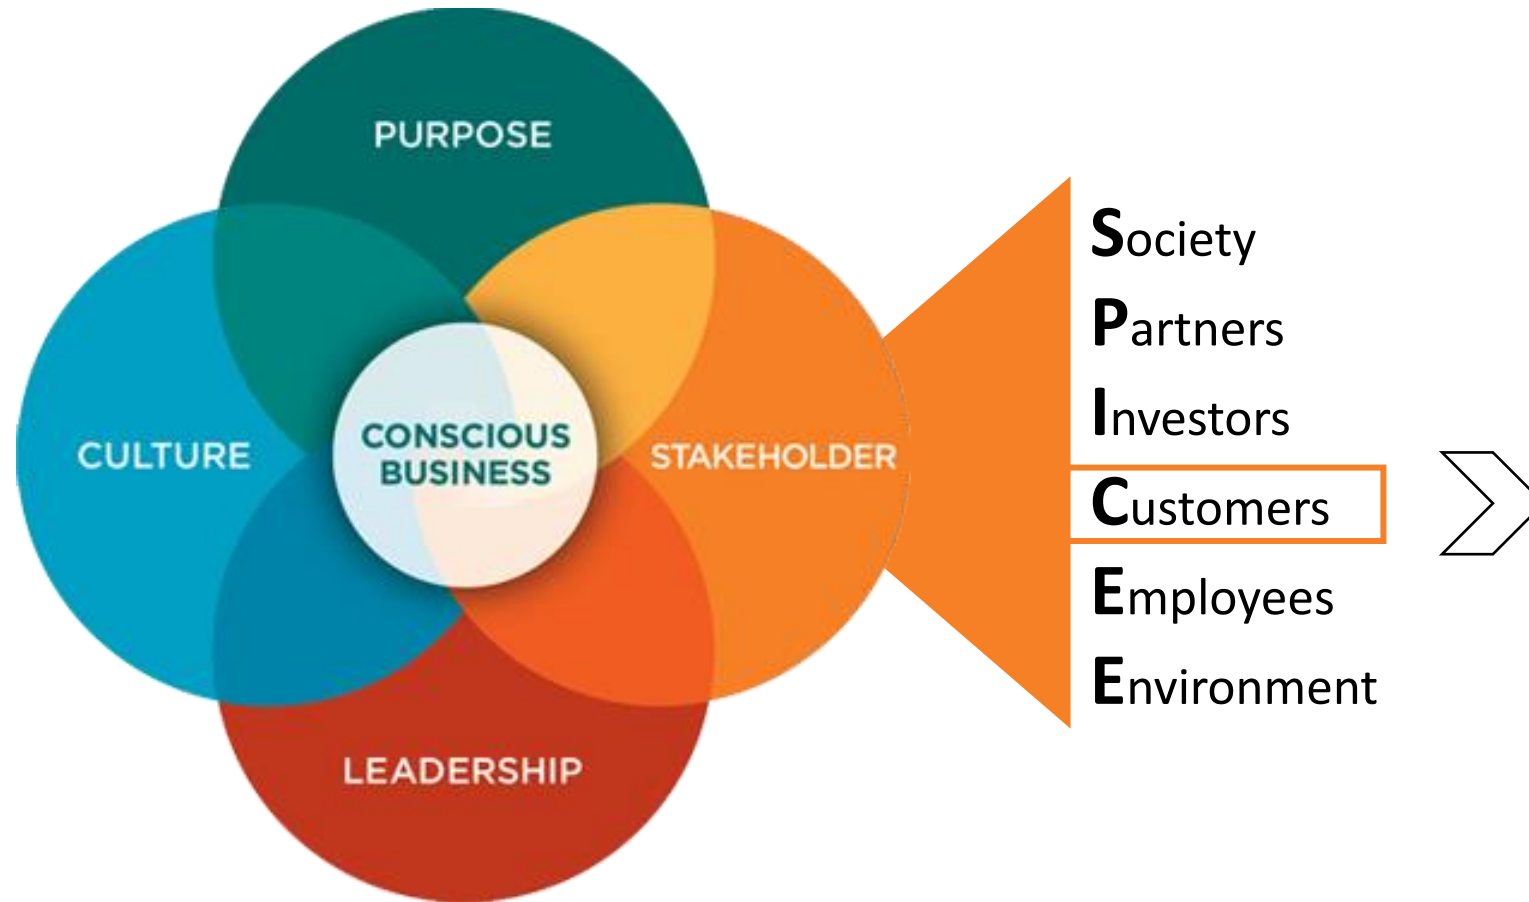 PURPOSE
CULTURE
CONSCIOUS
BUSINESS
STAKEHOLDER
LEADERSHIP
Society
Partners
Investors
Customers
Employees
Environment